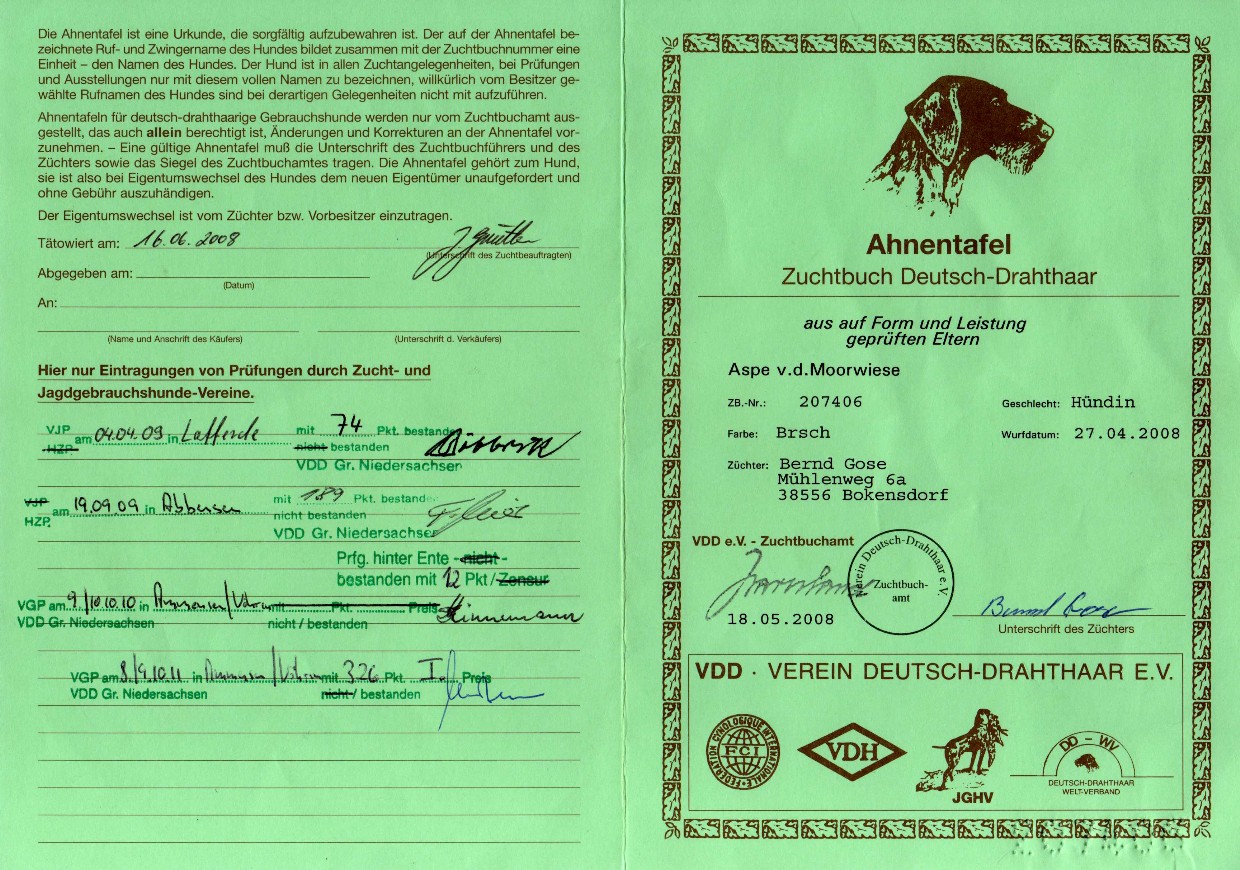 Die Ahnentafel ist eine Urkunde, die sorgfältig aufzubewahren ist. Der auf der Ahnentafel be-
zeichnete Ruf- und Zwingername des Hundes bildet zusammen mit der Zuchtbuchnummer eine
Einheit – den Namen des Hundes. Der Hund ist in allen Zuchtangelegenheiten, bei Prüfungen
und Ausstellungen nur mit diesem vollen Namen zu bezeichnen, willkürlich vom Besitzer ge-
wählte Rufnamen des Hundes sind bei derartigen Gelegenheiten nicht mit aufzuführen.
Ahnentafeln für deutsch-drahthaarige Gebrauchshunde werden nur vom Zuchtbuchamt aus-
gestellt, das auch allein berechtigt ist, Änderungen und Korrekturen an der Ahnentafel vor-
zunehmen. – Eine gültige Ahnentafel muß die Unterschrift des Zuchtbuchführers und des
Züchters sowie das Siegel des Zuchtbuchamtes tragen. Die Ahnentafel gehört zum Hund,
sie ist also bei Eigentumswechsel des Hundes dem neuen Eigentümer unaufgefordert und
ohne Gebühr auszuhändigen.
Der Eigentumswechsel ist vom Züchter bzw. Vorbesitzer einzutragen.
Tätowiert am: 16.06.2008
(Unterschrift des Zuchtbeauftragten)
Abgegeben am:
(Datum)
An:
(Name und Anschrift des Käufers) (Unterschrift d. Verkäufers)
Hier nur Eintragungen von Prüfungen durch Zucht- und
Jagdgebrauchshunde-Vereine.
VJP
HZP am 04.04.09 in Lafferde mit 74 Pkt. bestanden
nicht bestanden
VDD Gr. Niedersachsen
VJP
HZP am 19.09.09 in Abbensen mit 189 Pkt. bestanden
nicht bestanden
VDD Gr. Niedersachsen
Prfg. hinter Ente - nicht -
bestanden mit 12 Pkt / Zensur
VGP am 9/10.10.10 in mit Pkt. Preis
VDD Gr. Niedersachsen nicht / bestanden
VGP am 8/9.10.11 in mit 326 Pkt. I. Preis
VDD Gr. Niedersachsen nicht / bestanden
Ahnentafel
Zuchtbuch Deutsch-Drahthaar
aus auf Form und Leistung
geprüften Eltern
Aspe v.d.Moorwiese
ZB.-Nr.: 207406 Geschlecht: Hündin
Farbe: Brsch Wurfdatum: 27.04.2008
Züchter: Bernd Gose
Mühlenweg 6a
38556 Bokensdorf
VDD e.V. - Zuchtbuchamt
Verein Deutsch-Drahthaar e.V.
Zuchtbuch-
amt
18.05.2008
Bernd Gose
Unterschrift des Züchters
VDD · VEREIN DEUTSCH-DRAHTHAAR E.V.
FEDERATION CYNOLOGIQUE INTERNATIONALE
FCI
VDH
JGHV
DD - WV
DEUTSCH-DRAHTHAAR
WELT-VERBAND